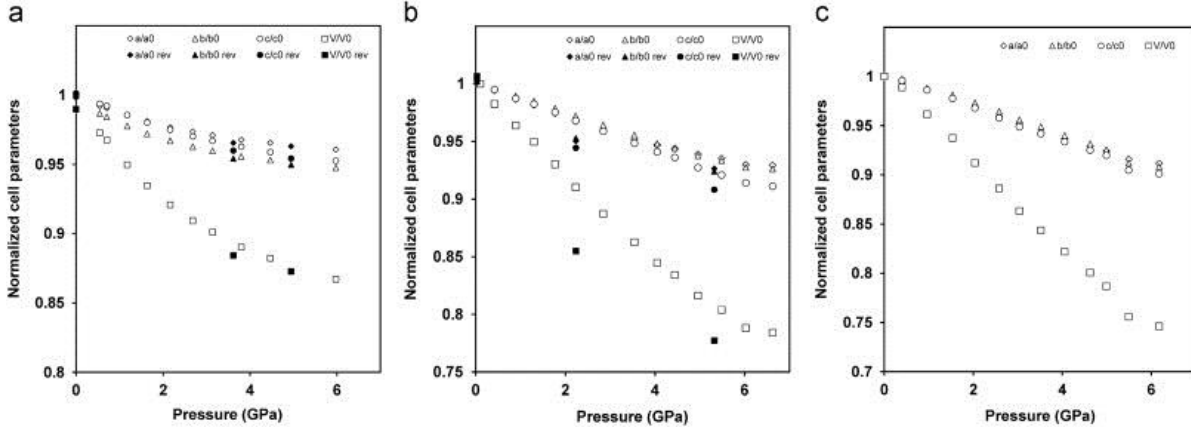 a
a/a0 b/b0 c/c0 V/V0
a/a0 rev b/b0 rev c/c0 rev V/V0 rev
Normalized cell parameters
1
0.95
0.9
0.85
0.8
0 2 4 6
Pressure (GPa)
b
a/a0 b/b0 c/c0 V/V0
a/a0 rev b/b0 rev c/c0 rev V/V0 rev
Normalized cell parameters
1
0.95
0.9
0.85
0.8
0.75
0 2 4 6
Pressure (GPa)
c
a/a0 b/b0 c/c0 V/V0
Normalized cell parameters
1
0.95
0.9
0.85
0.8
0.75
0.7
0 2 4 6
Pressure (GPa)